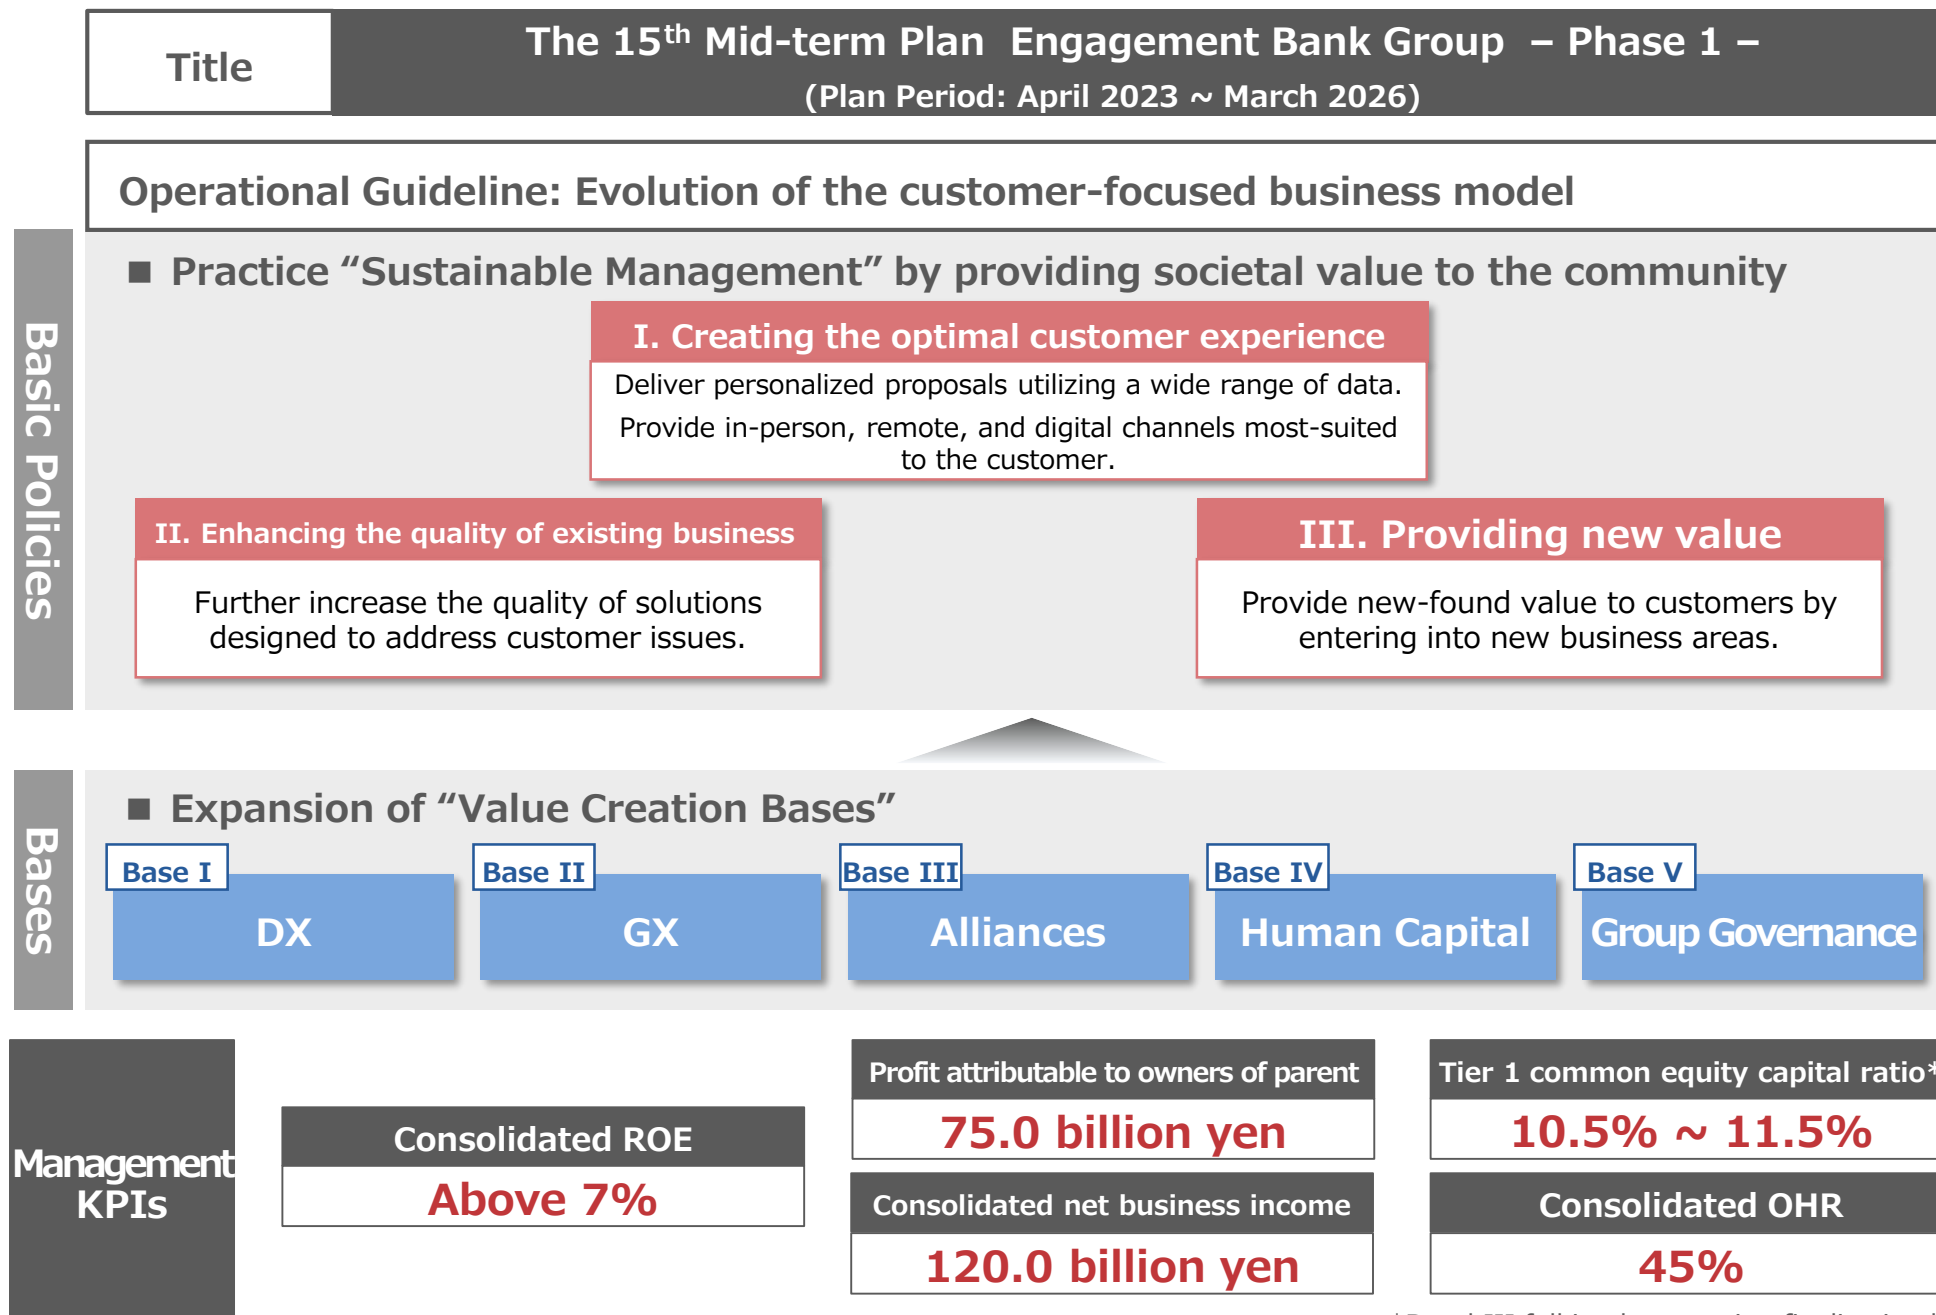 Title
The 15th Mid-term Plan Engagement Bank Group – Phase 1 –
(Plan Period: April 2023 ~ March 2026)
Operational Guideline: Evolution of the customer-focused business model
Basic Policies
■ Practice “Sustainable Management” by providing societal value to the community
I. Creating the optimal customer experience
Deliver personalized proposals utilizing a wide range of data.
Provide in-person, remote, and digital channels most-suited
to the customer.
II. Enhancing the quality of existing business
Further increase the quality of solutions
designed to address customer issues.
III. Providing new value
Provide new-found value to customers by
entering into new business areas.
Bases
■ Expansion of “Value Creation Bases”
Base I
DX
Base II
GX
Base III
Alliances
Base IV
Human Capital
Base V
Group Governance
Management
KPIs
Consolidated ROE
Above 7%
Profit attributable to owners of parent
75.0 billion yen
Consolidated net business income
120.0 billion yen
Tier 1 common equity capital ratio*
10.5% ~ 11.5%
Consolidated OHR
45%